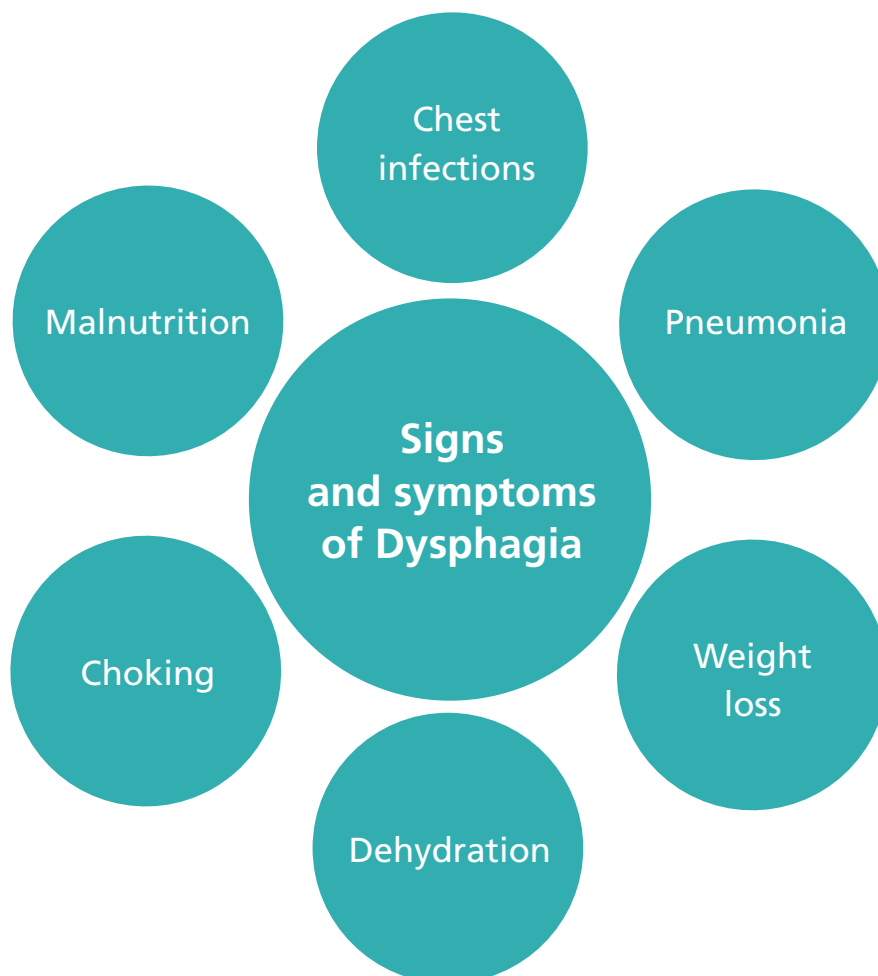 Chest
infections
Malnutrition
Pneumonia
Signs
and symptoms
of Dysphagia
Choking
Weight
loss
Dehydration